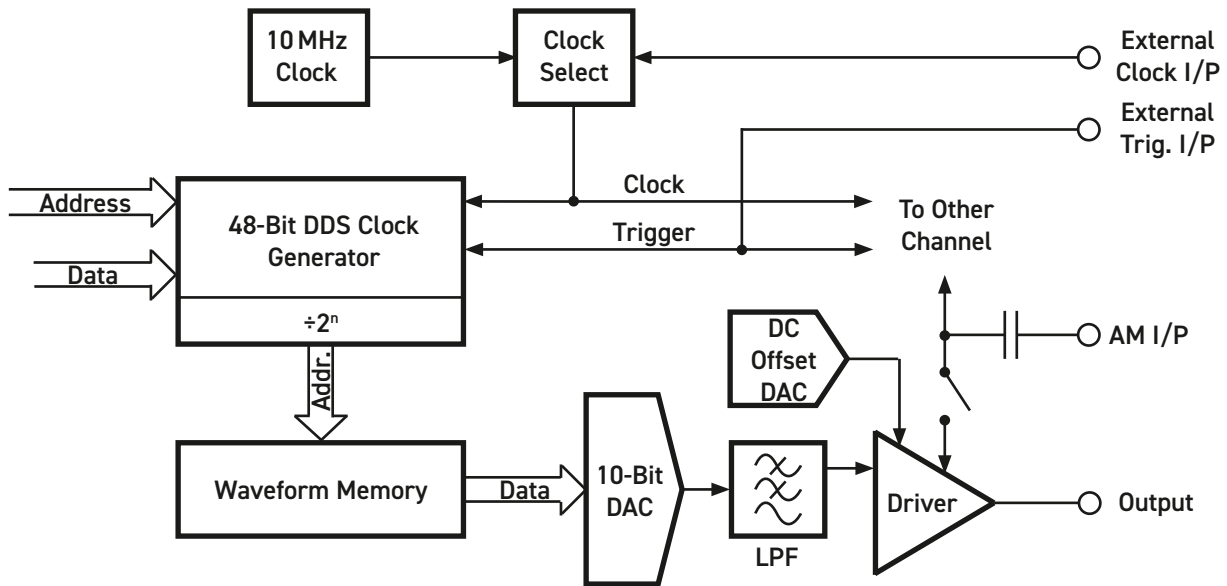 10 MHz
Clock
Clock
Select
External
Clock I/P
External
Trig. I/P
Address
48-Bit DDS Clock
Generator
Clock
Trigger
To Other
Channel
Data
÷2ⁿ
Addr.
DC
Offset
DAC
AM I/P
Waveform Memory
Data
10-Bit
DAC
LPF
Driver
Output